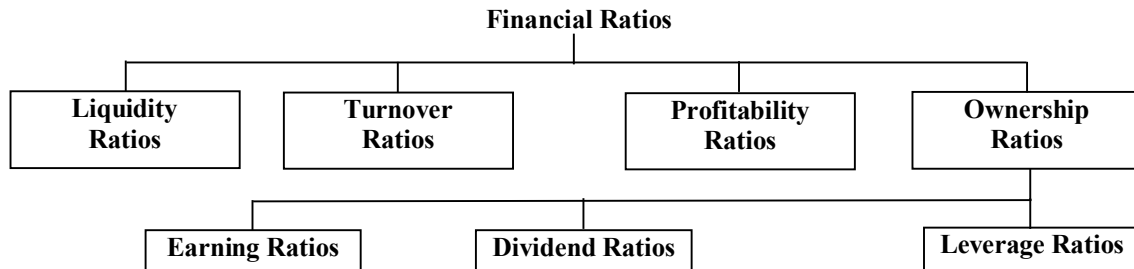 Financial Ratios
Liquidity
Ratios
Turnover
Ratios
Profitability
Ratios
Ownership
Ratios
Earning Ratios
Dividend Ratios
Leverage Ratios